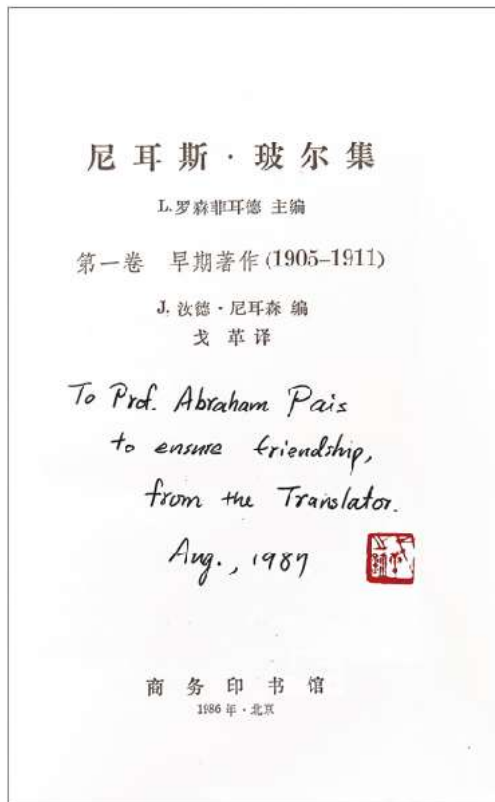 尼耳斯·玻尔集
L.罗森菲耳德 主编
第一卷 早期著作(1905–1911)
J. 汝德·尼耳森 编
戈革译
To Prof. Abraham Pais
to ensure friendship,
from the Translator.
Aug., 1987
商务印书馆
1986年·北京